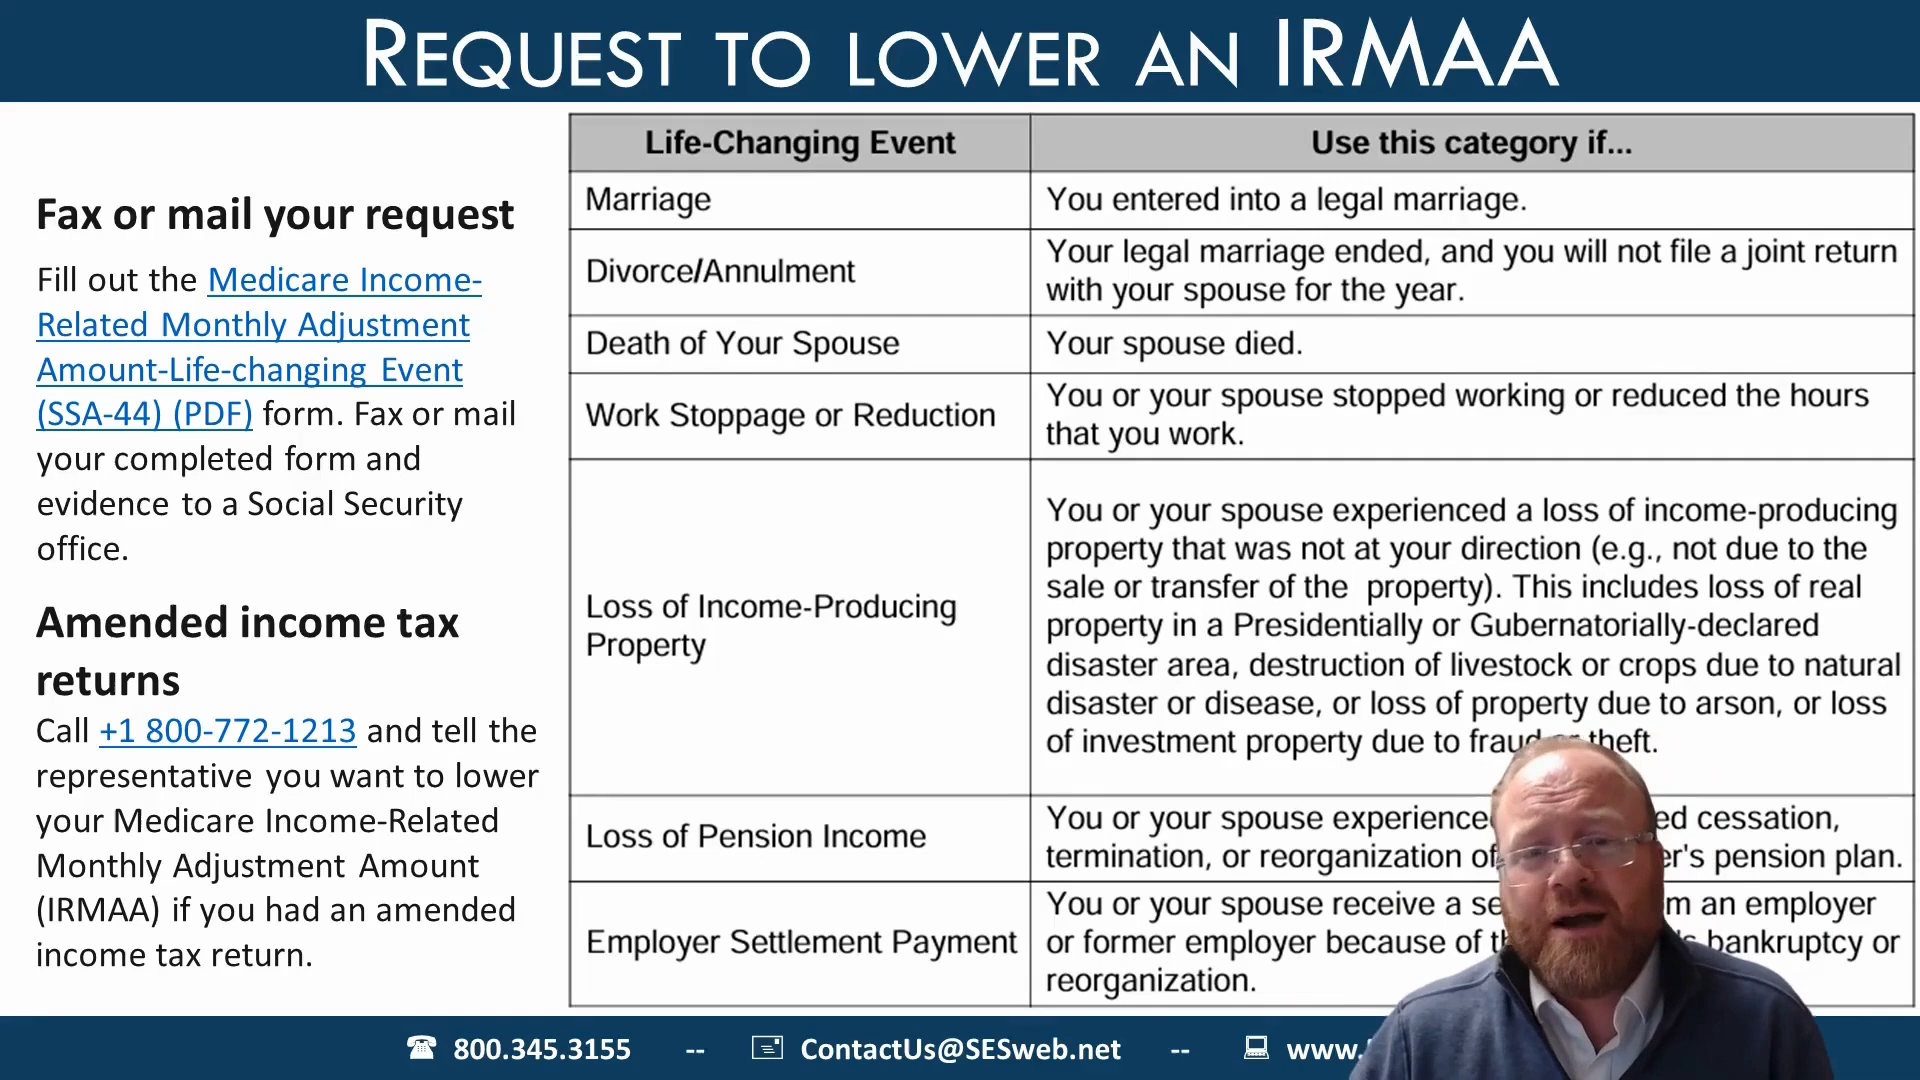 REQUEST TO LOWER AN IRMAA
Fax or mail your request
Fill out the Medicare Income-
Related Monthly Adjustment
Amount-Life-changing Event
(SSA-44) (PDF) form. Fax or mail
your completed form and
evidence to a Social Security
office.
Amended income tax
returns
Call +1 800-772-1213 and tell the
representative you want to lower
your Medicare Income-Related
Monthly Adjustment Amount
(IRMAA) if you had an amended
income tax return.
Life-Changing Event
Use this category if...
Marriage
You entered into a legal marriage.
Divorce/Annulment
Your legal marriage ended, and you will not file a joint return
with your spouse for the year.
Death of Your Spouse
Your spouse died.
Work Stoppage or Reduction
You or your spouse stopped working or reduced the hours
that you work.
Loss of Income-Producing
Property
You or your spouse experienced a loss of income-producing
property that was not at your direction (e.g., not due to the
sale or transfer of the property). This includes loss of real
property in a Presidentially or Gubernatorially-declared
disaster area, destruction of livestock or crops due to natural
disaster or disease, or loss of property due to arson, or loss
of investment property due to fraud or theft.
Loss of Pension Income
You or your spouse experienced cessation,
termination, or reorganization of pension plan.
Employer Settlement Payment
You or your spouse receive a an employer
or former employer because of bankruptcy or
reorganization.
800.345.3155 -- ContactUs@SESweb.net -- www.